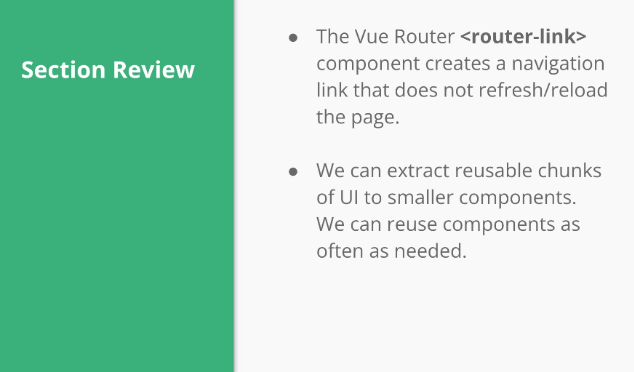 Section Review
● The Vue Router <router-link>
component creates a navigation
link that does not refresh/reload
the page.
● We can extract reusable chunks
of UI to smaller components.
We can reuse components as
often as needed.